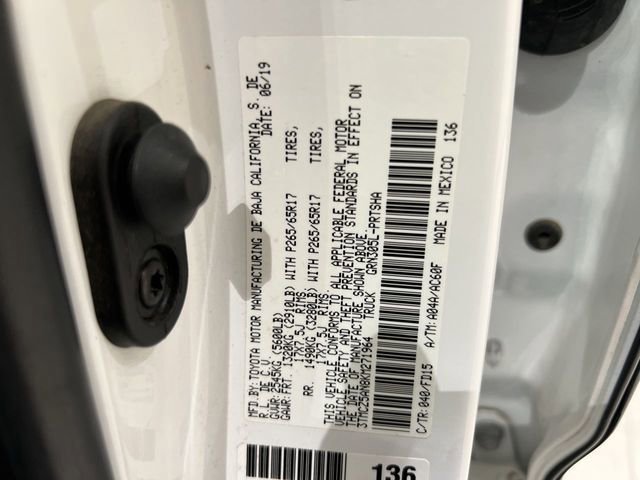 MFD.BY: TOYOTA MOTOR MANUFACTURING DE BAJA CALIFORNIA, S. DE
R.L. DE C.V. DATE: 06/19
GVWR: 2545KG (5600LB)
GAWR: FRT. 1320KG (2910LB) WITH P265/65R17 TIRES,
17X7.5J RIMS,
RR. 1490KG (3280LB) WITH P265/65R17 TIRES,
17X7.5J RIMS,
THIS VEHICLE CONFORMS TO ALL APPLICABLE FEDERAL MOTOR
VEHICLE SAFETY AND THEFT PREVENTION STANDARDS IN EFFECT ON
THE DATE OF MANUFACTURE SHOWN ABOVE.
TRUCK GRN305L-PRTSHA
C/TR: 040/FD15 A/TM: A04A/AC60F MADE IN MEXICO 136
136